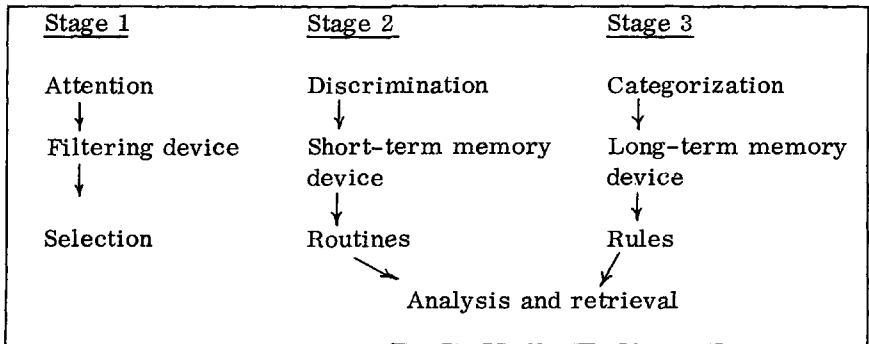 Stage 1 Stage 2 Stage 3
Attention Discrimination Categorization
Filtering device Short-term memory Long-term memory
device device
Selection Routines Rules
Analysis and retrieval